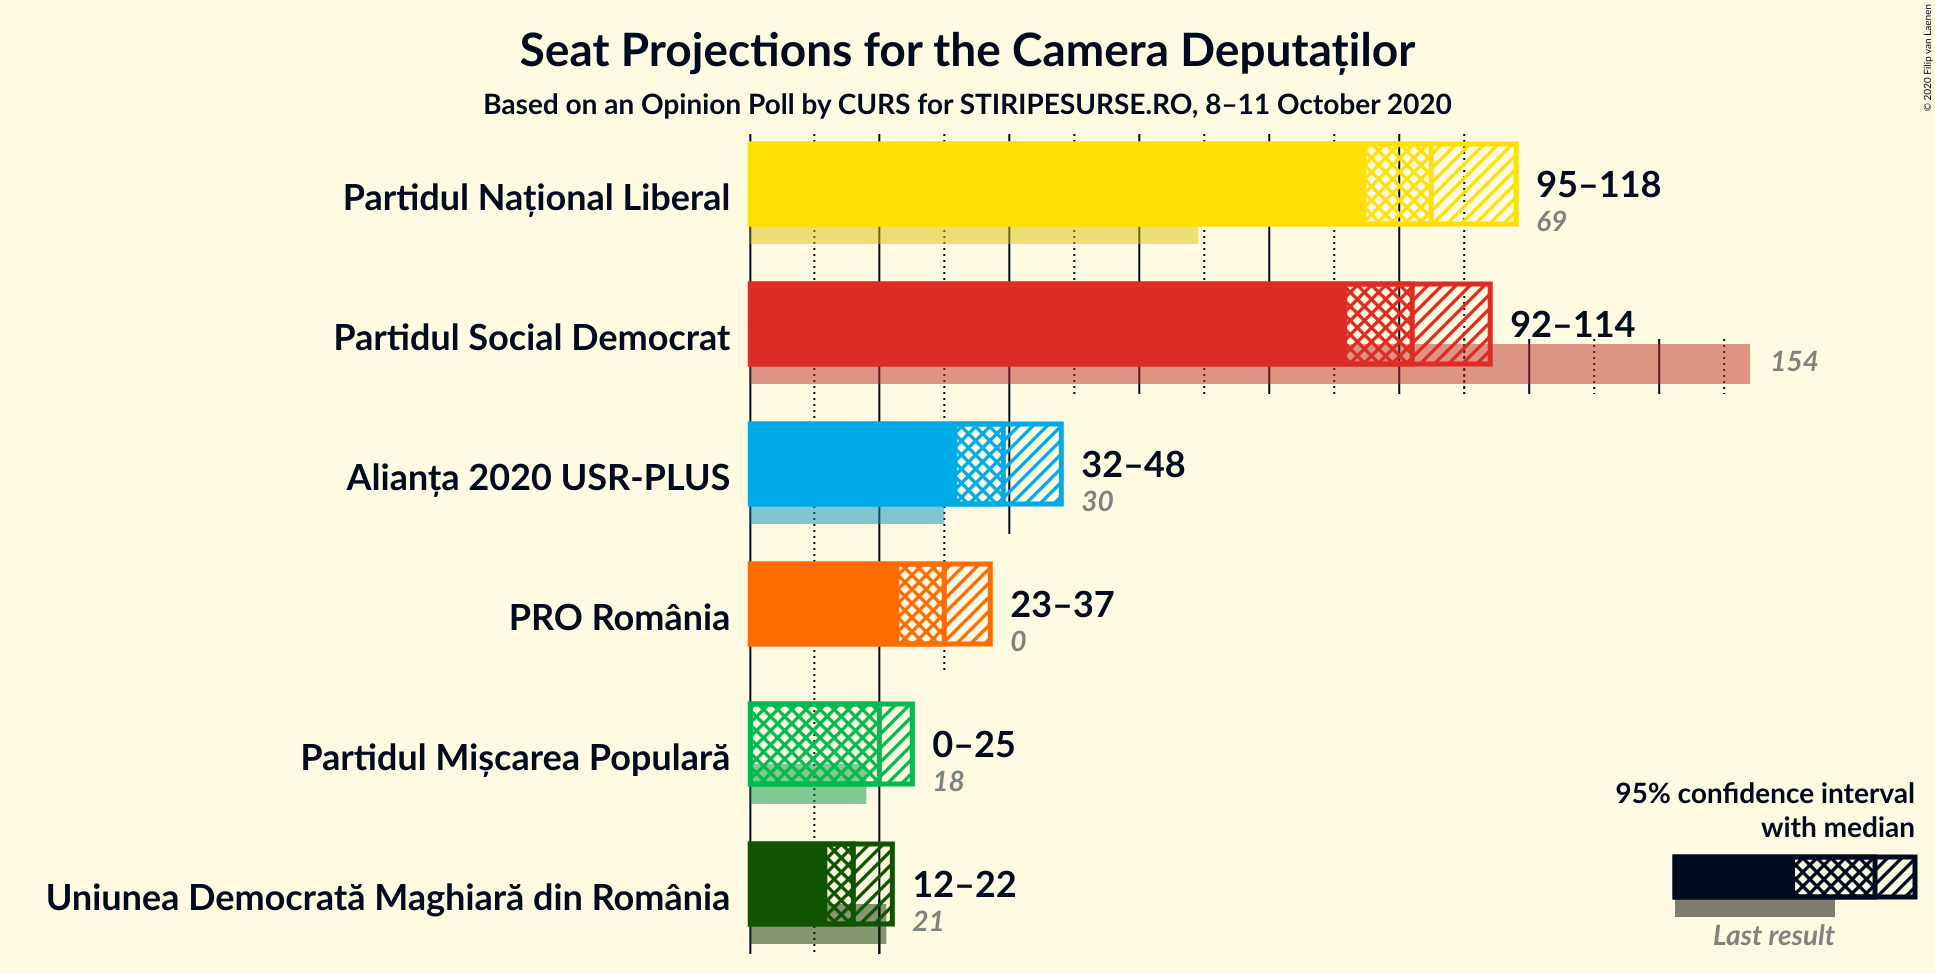 Seat Projections for the Camera Deputaților
Based on an Opinion Poll by CURS for STIRIPESURSE.RO, 8–11 October 2020
© 2020 Filip van Laenen
Partidul Național Liberal
95–118
69
Partidul Social Democrat
92–114
154
Alianța 2020 USR-PLUS
32–48
30
PRO România
23–37
0
Partidul Mișcarea Populară
0–25
18
Uniunea Democrată Maghiară din România
12–22
21
95% confidence interval
with median
Last result